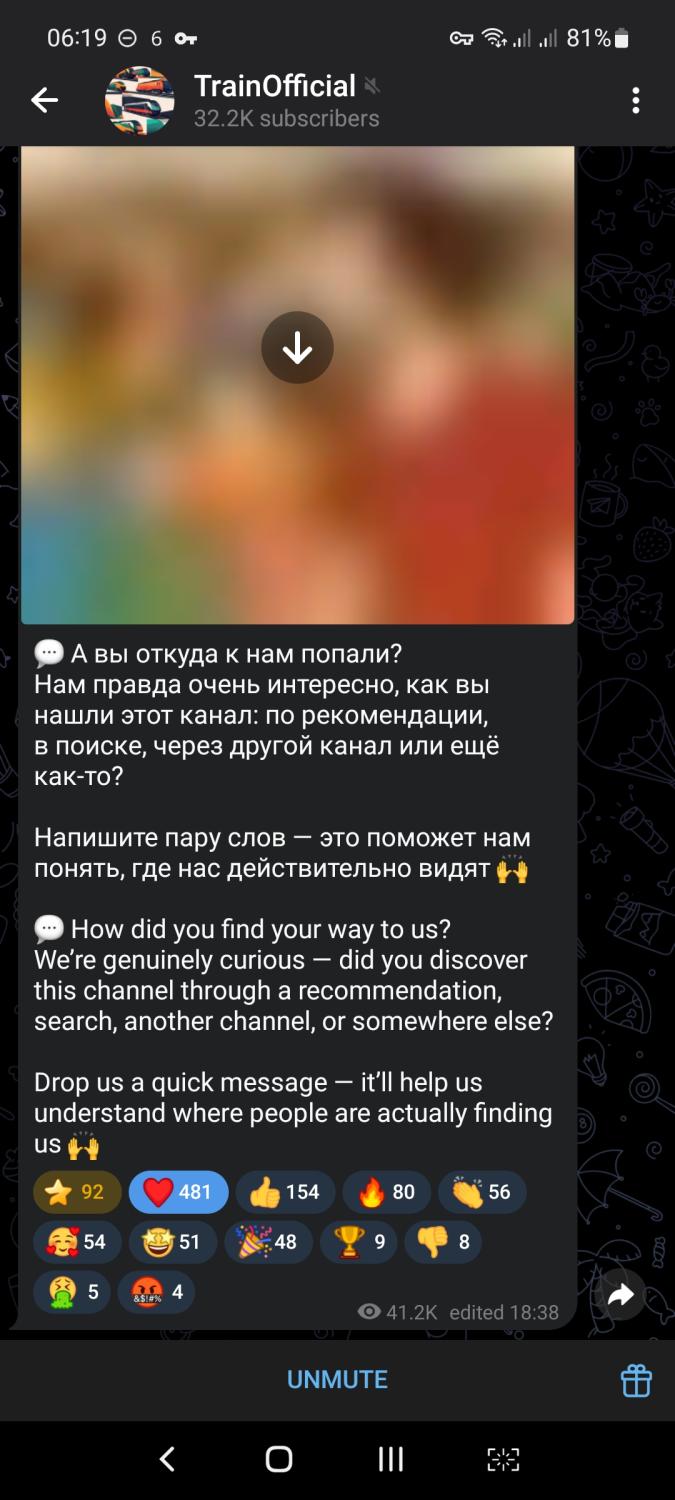 06:19 6 81%
TrainOfficial
32.2K subscribers
💬 А вы откуда к нам попали?
Нам правда очень интересно, как вы
нашли этот канал: по рекомендации,
в поиске, через другой канал или ещё
как-то?
Напишите пару слов — это поможет нам
понять, где нас действительно видят 🙌
💬 How did you find your way to us?
We’re genuinely curious — did you discover
this channel through a recommendation,
search, another channel, or somewhere else?
Drop us a quick message — it’ll help us
understand where people are actually finding
us 🙌
⭐ 92 ❤️ 481 👍 154 🔥 80 👏 56
🥰 54 🤩 51 🎉 48 🏆 9 👎 8
🤮 5 🤬 4
41.2K edited 18:38
UNMUTE